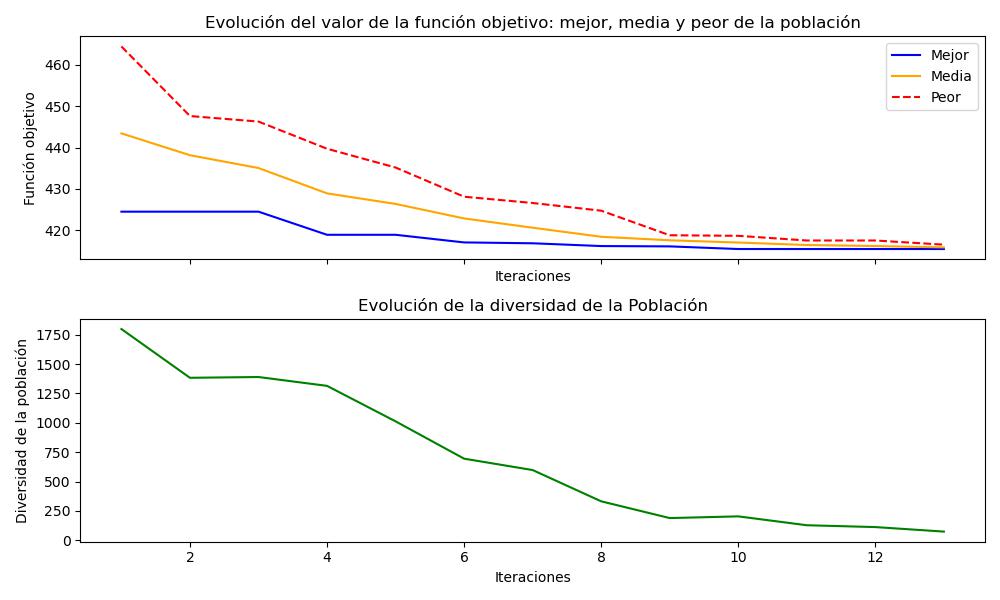 Evolución del valor de la función objetivo: mejor, media y peor de la población
Función objetivo
460
450
440
430
420
Mejor
Media
Peor
Iteraciones
Evolución de la diversidad de la Población
Diversidad de la población
1750
1500
1250
1000
750
500
250
0
2
4
6
8
10
12
Iteraciones